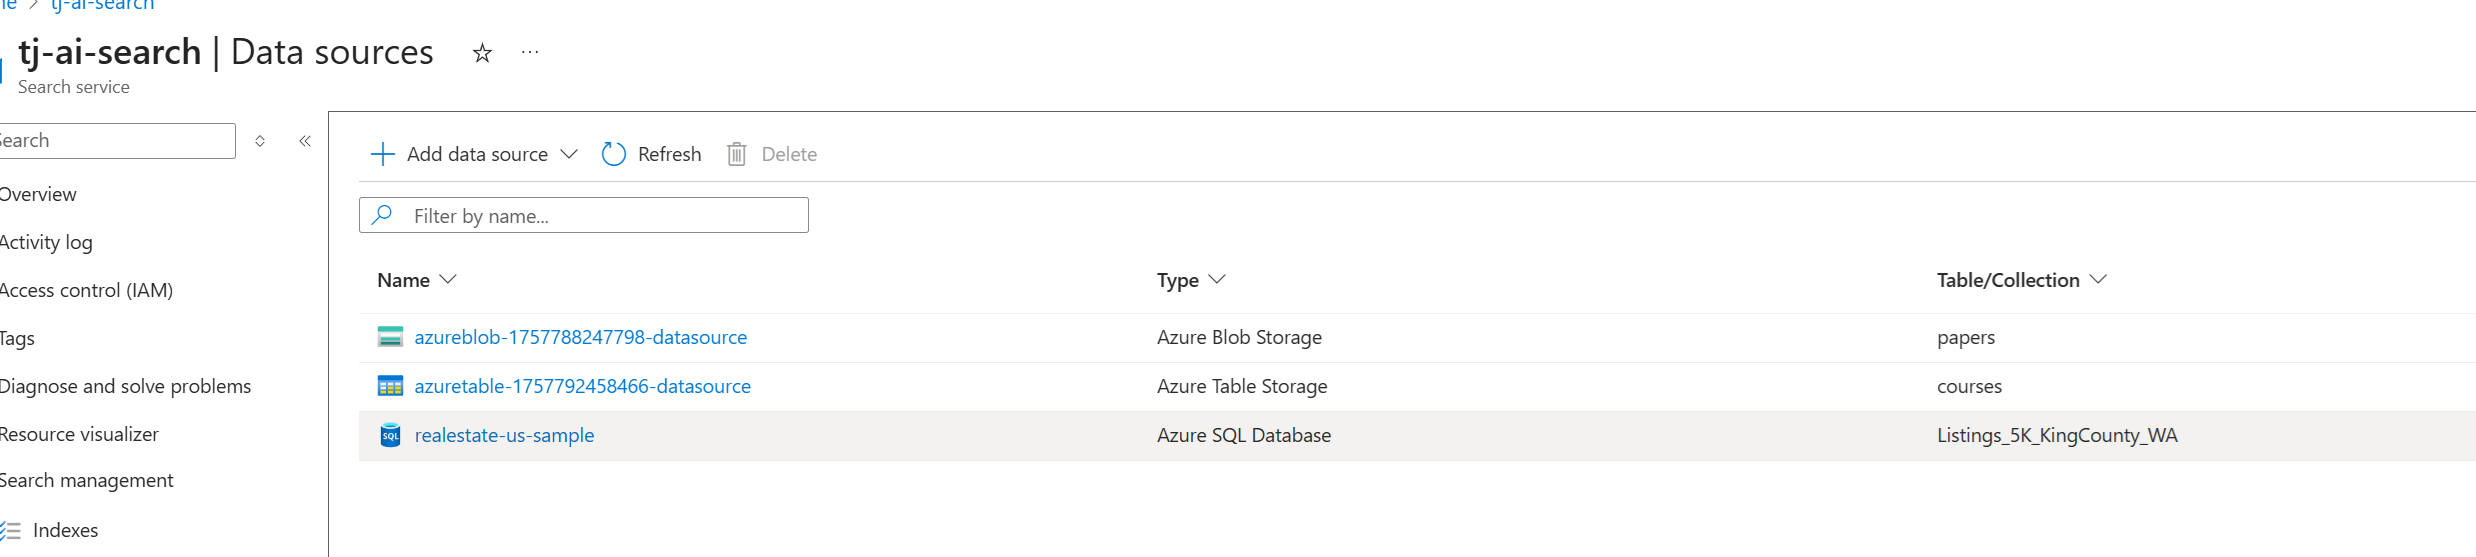 tj-ai-search
tj-ai-search | Data sources
Search service
Search
Add data source
Refresh
Delete
Filter by name...
Overview
Activity log
Access control (IAM)
Tags
Diagnose and solve problems
Resource visualizer
Search management
Indexes
Name Type Table/Collection
azureblob-1757788247798-datasource Azure Blob Storage papers
azuretable-1757792458466-datasource Azure Table Storage courses
SQL realestate-us-sample Azure SQL Database Listings_5K_KingCounty_WA